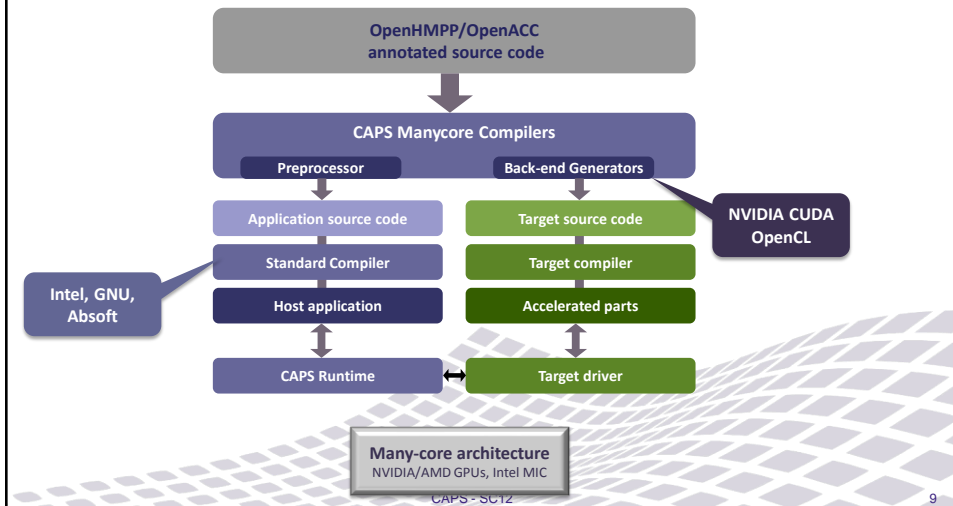 OpenHMPP/OpenACC
annotated source code
CAPS Manycore Compilers
Preprocessor
Back-end Generators
NVIDIA CUDA
OpenCL
Application source code
Target source code
Standard Compiler
Target compiler
Intel, GNU,
Absoft
Host application
Accelerated parts
CAPS Runtime
Target driver
Many-core architecture
NVIDIA/AMD GPUs, Intel MIC
CAPS - SC12
9